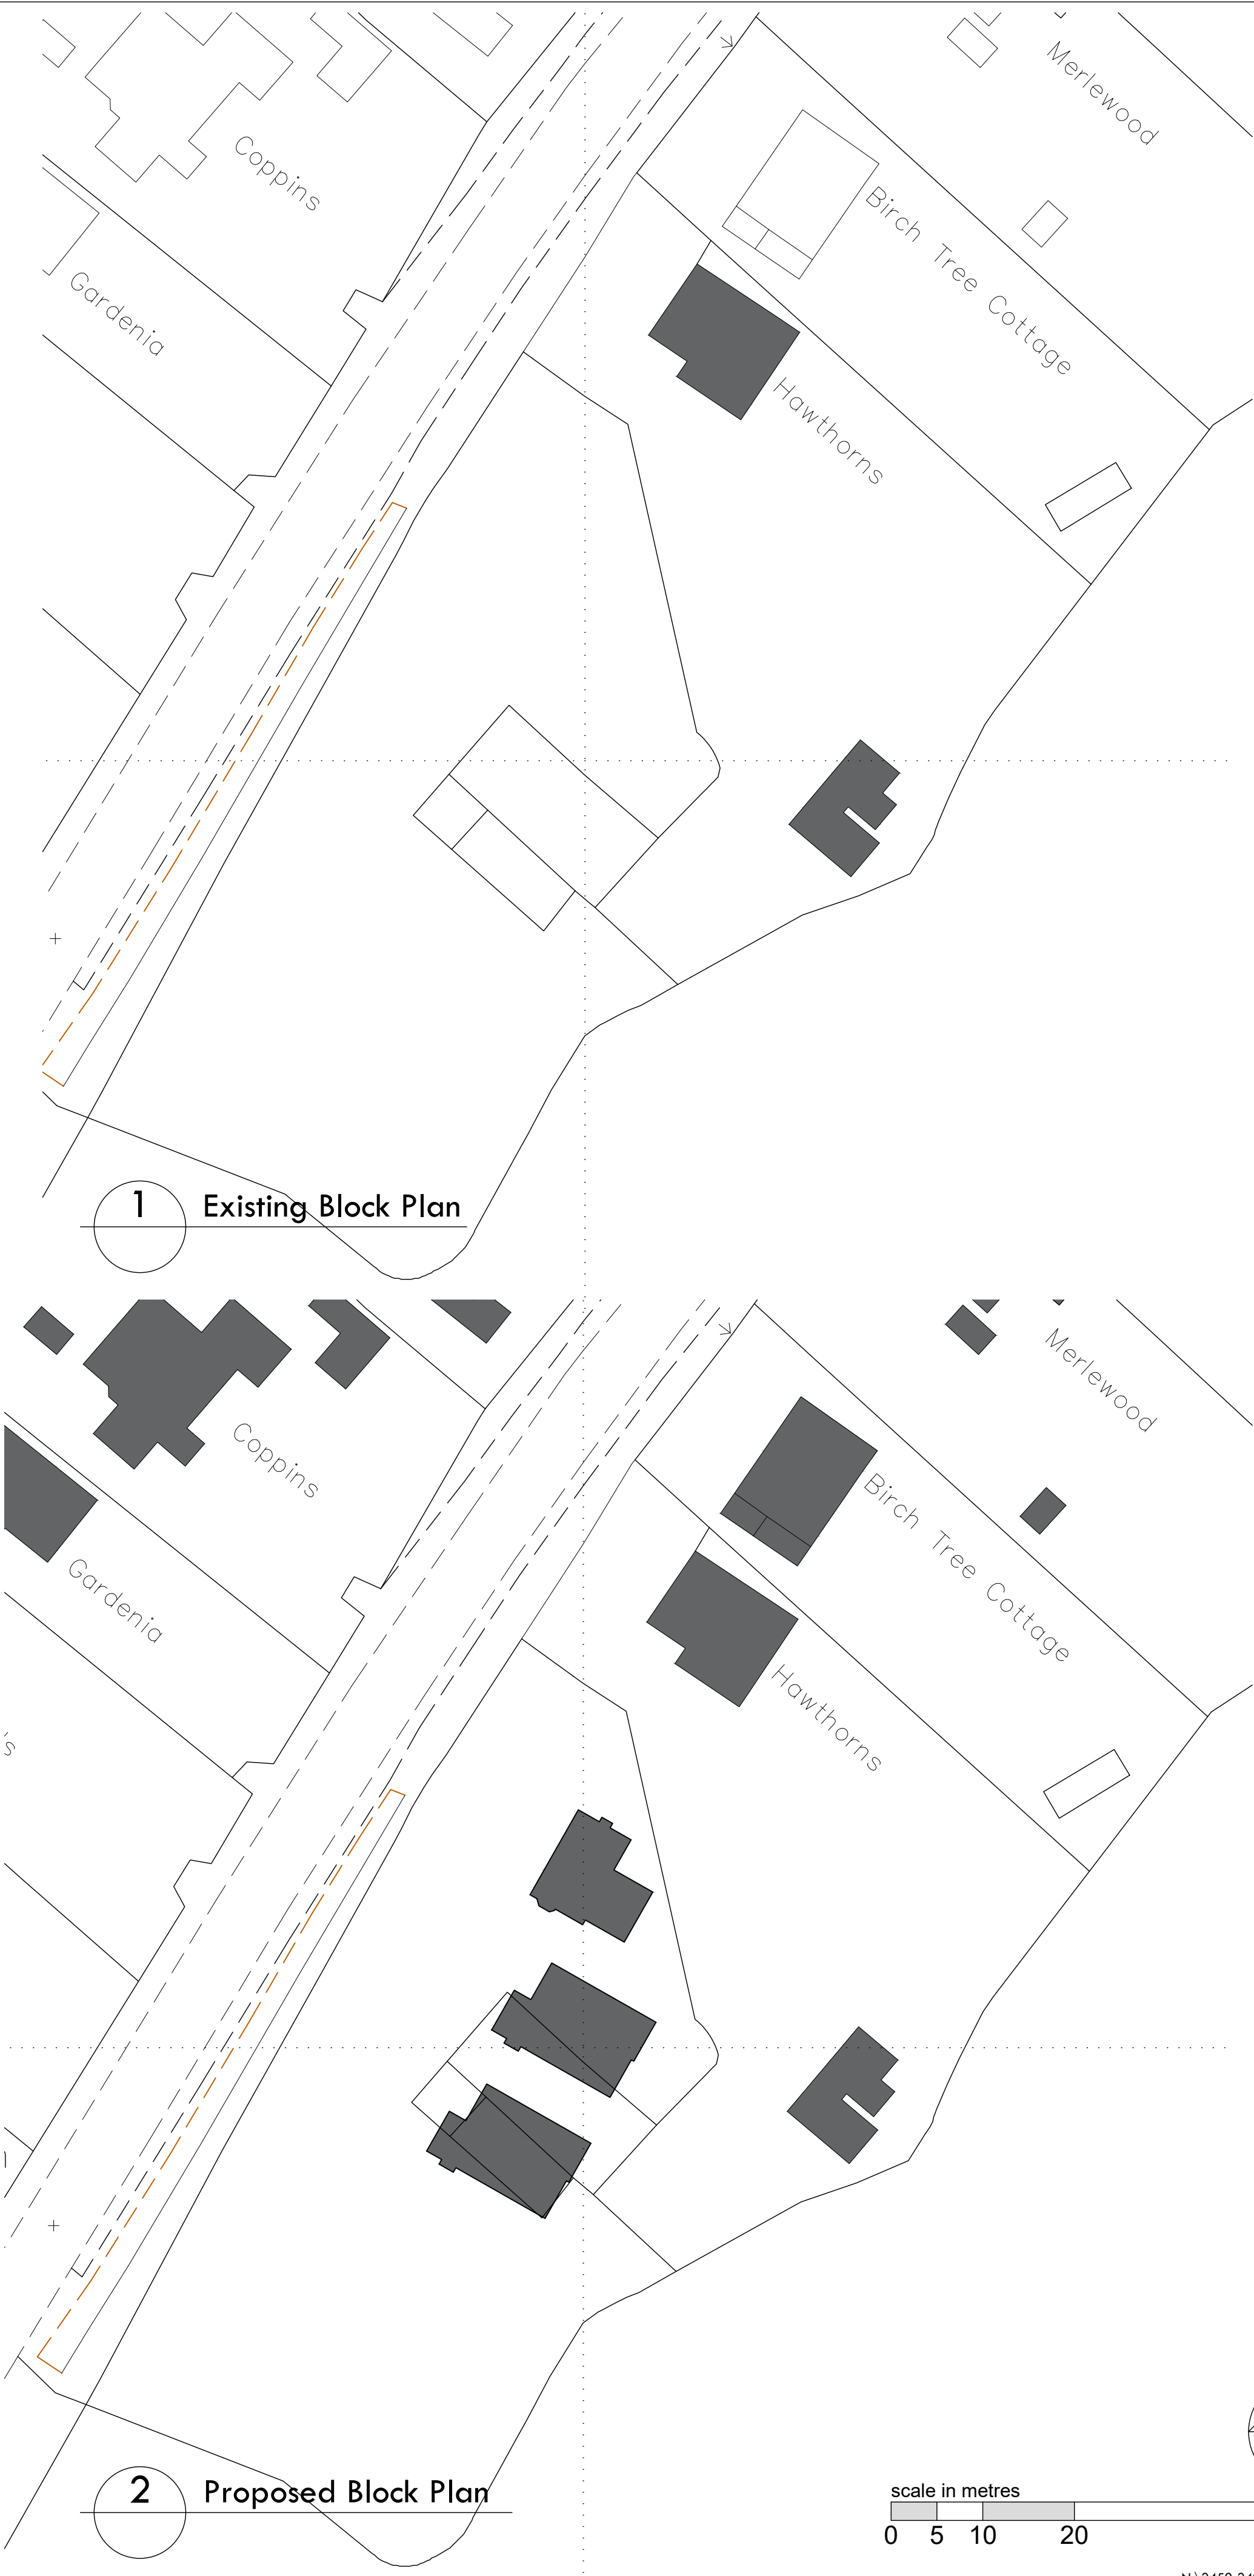 Merlewood
Coppins
Birch Tree Cottage
Gardenia
Hawthorns
1 Existing Block Plan
Merlewood
Coppins
Birch Tree Cottage
Gardenia
Hawthorns
's
2 Proposed Block Plan
scale in metres
0 5 10 20